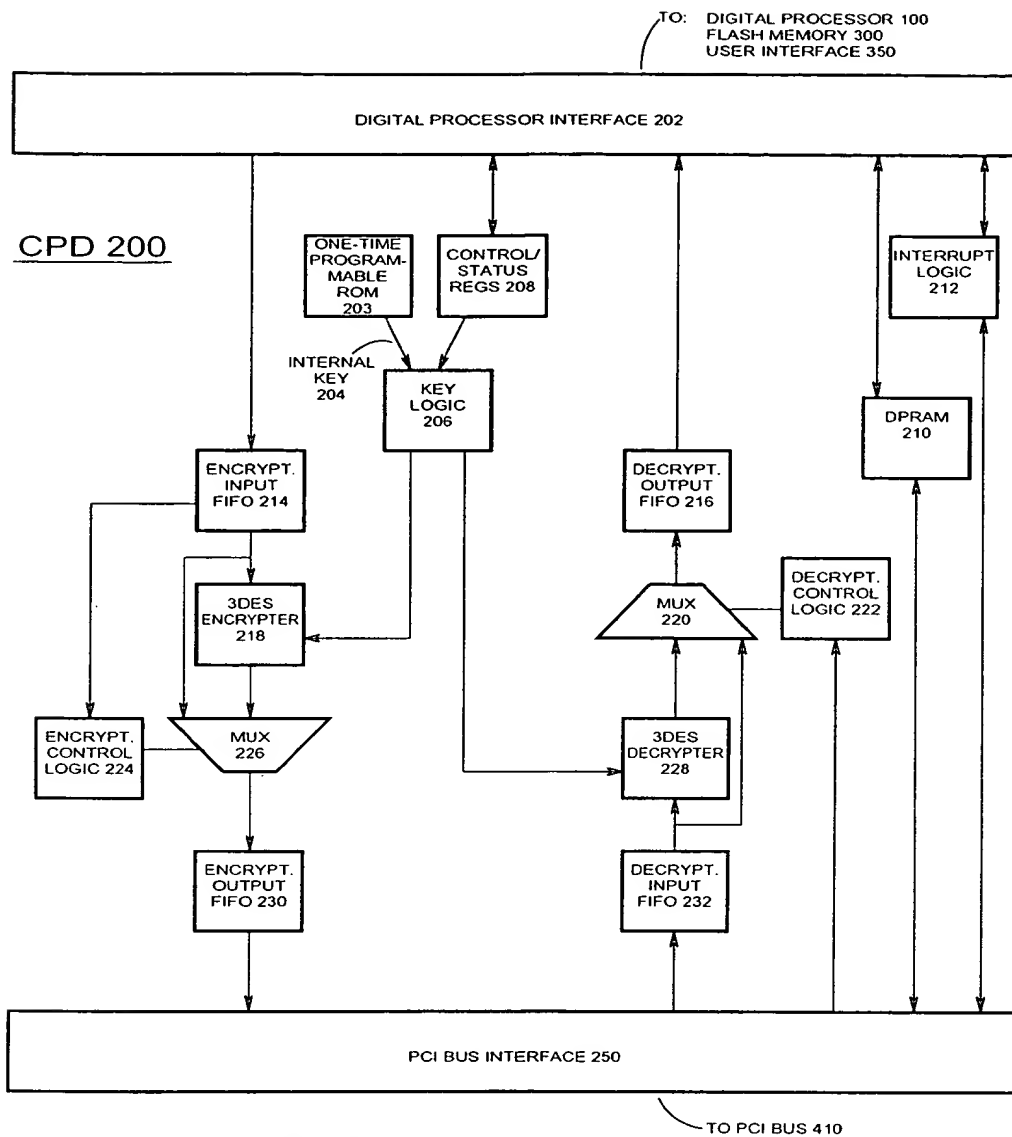 TO: DIGITAL PROCESSOR 100
FLASH MEMORY 300
USER INTERFACE 350
DIGITAL PROCESSOR INTERFACE 202
CPD 200
ONE-TIME
PROGRAM-
MABLE
ROM
203
CONTROL/
STATUS
REGS 208
INTERRUPT
LOGIC
212
INTERNAL
KEY
204
KEY
LOGIC
206
DPRAM
210
ENCRYPT.
INPUT
FIFO 214
DECRYPT.
OUTPUT
FIFO 216
3DES
ENCRYPTER
218
MUX
220
DECRYPT.
CONTROL
LOGIC 222
ENCRYPT.
CONTROL
LOGIC 224
MUX
226
3DES
DECRYPTER
228
ENCRYPT.
OUTPUT
FIFO 230
DECRYPT.
INPUT
FIFO 232
PCI BUS INTERFACE 250
TO PCI BUS 410